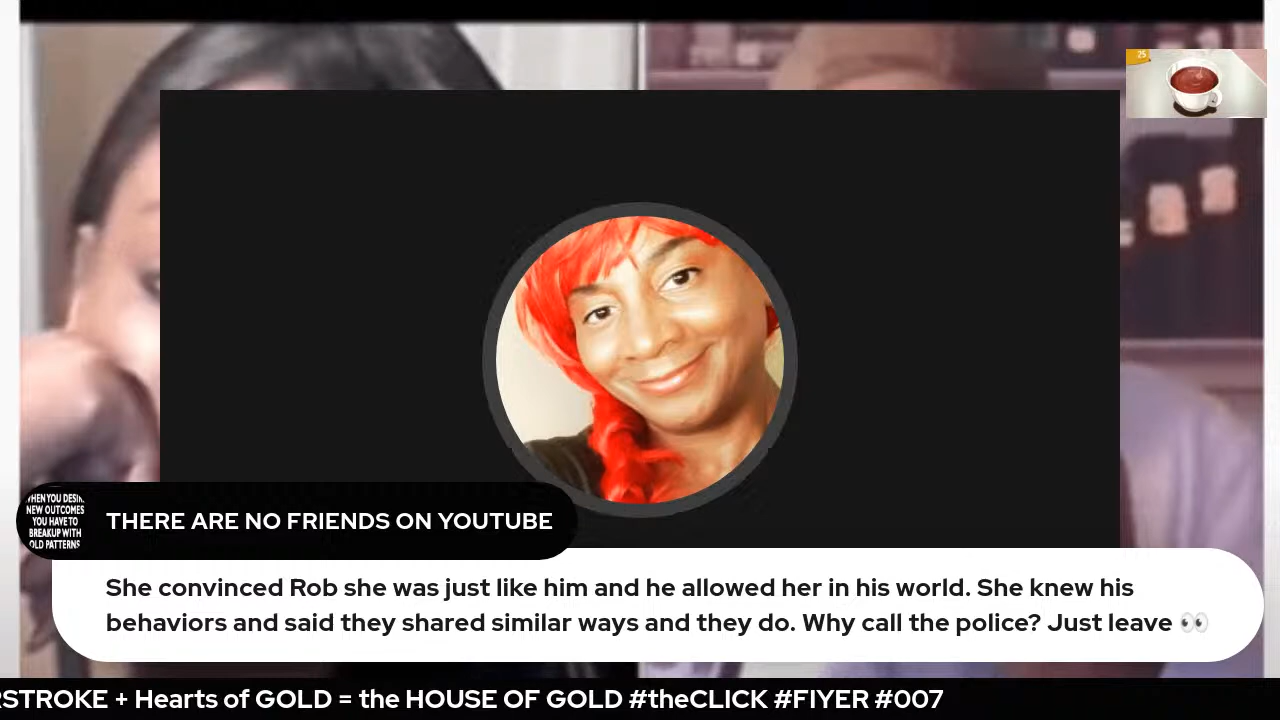 25
WHEN YOU DESIRE
NEW OUTCOMES
YOU HAVE TO
BREAKUP WITH
OLD PATTERNS
THERE ARE NO FRIENDS ON YOUTUBE
She convinced Rob she was just like him and he allowed her in his world. She knew his
behaviors and said they shared similar ways and they do. Why call the police? Just leave 👀
RSTROKE + Hearts of GOLD = the HOUSE OF GOLD #theCLICK #FIYER #007